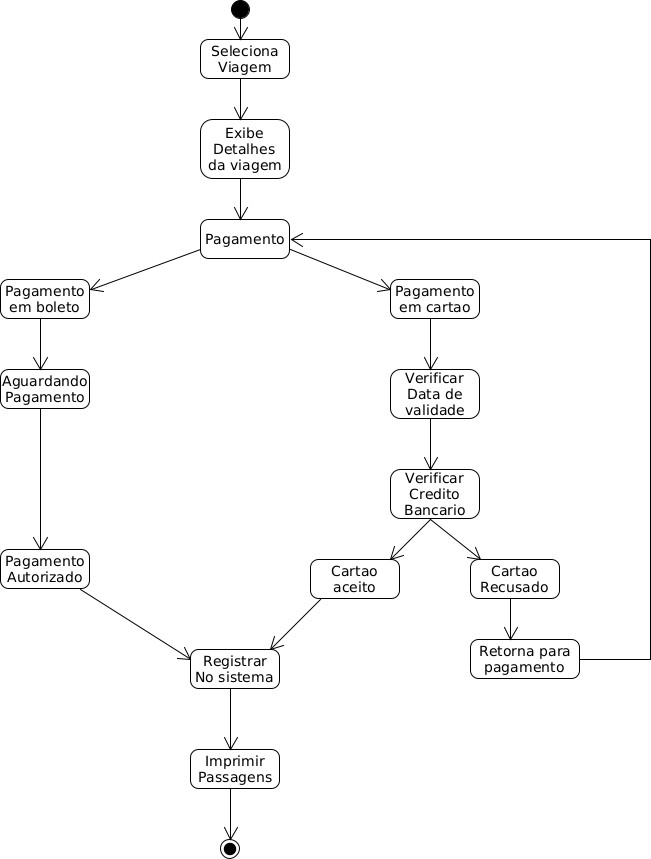 Seleciona
Viagem
Exibe
Detalhes
da viagem
Pagamento
Pagamento
em boleto
Pagamento
em cartao
Aguardando
Pagamento
Verificar
Data de
validade
Verificar
Credito
Bancario
Pagamento
Autorizado
Cartao
aceito
Cartao
Recusado
Registrar
No sistema
Retorna para
pagamento
Imprimir
Passagens